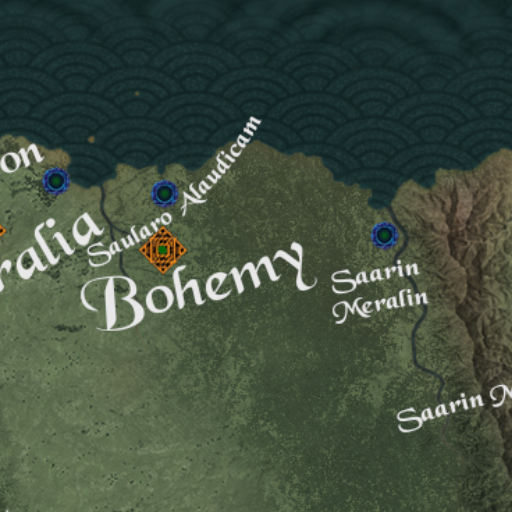 on
ralia
Saularo Alaudicam
Bohemy
Saarin
Meralin
Saarin M